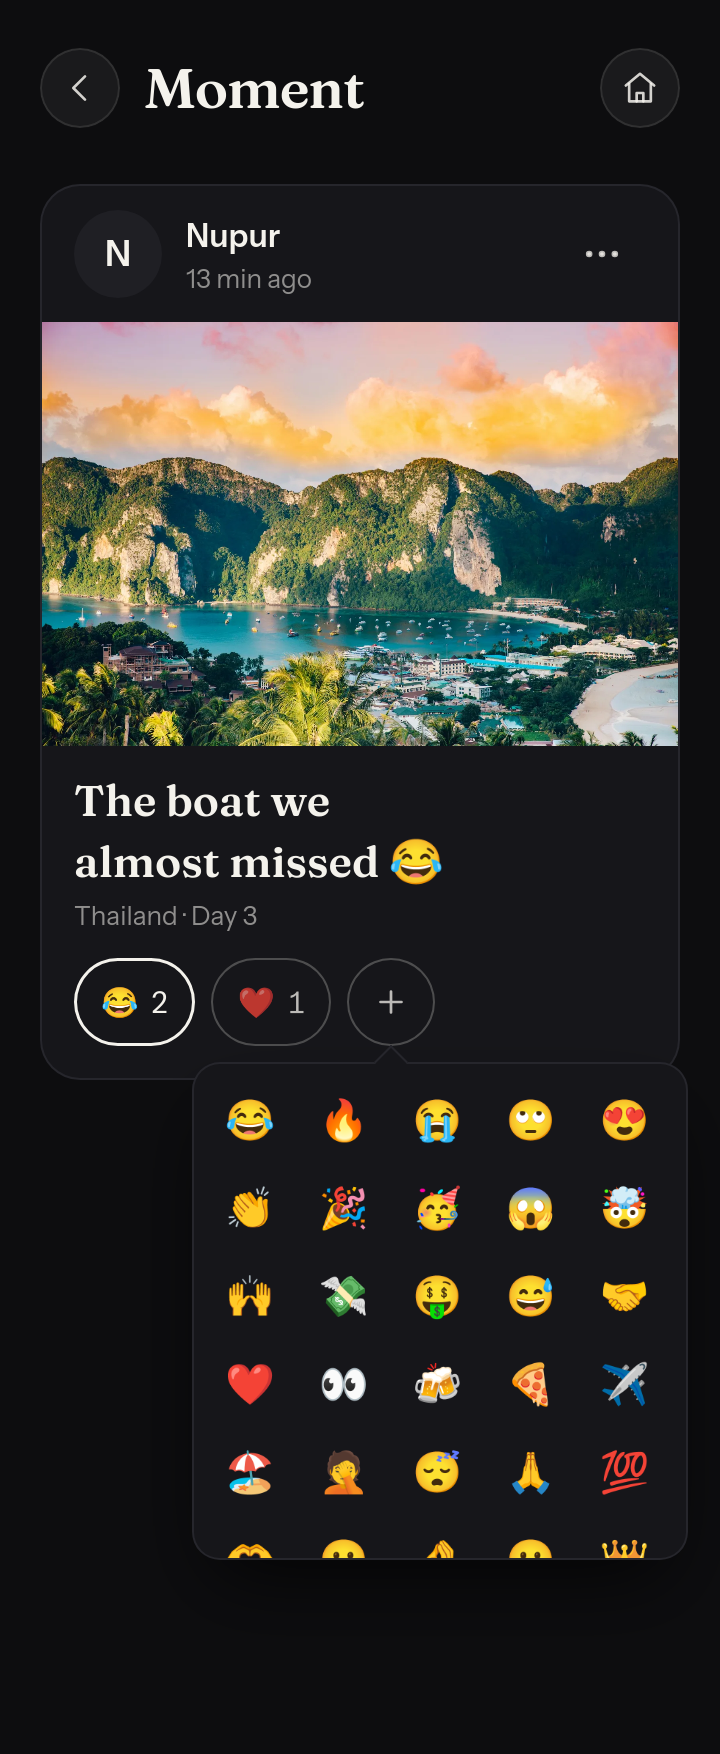 Moment
N
Nupur
13 min ago
The boat we
almost missed 😂
Thailand · Day 3
😂 2
❤️ 1